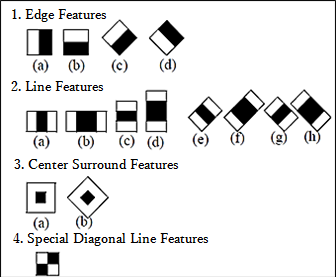 1. Edge Features
(a) (b) (c) (d)
2. Line Features
(a) (b) (c) (d) (e) (f) (g) (h)
3. Center Surround Features
(a) (b)
4. Special Diagonal Line Features